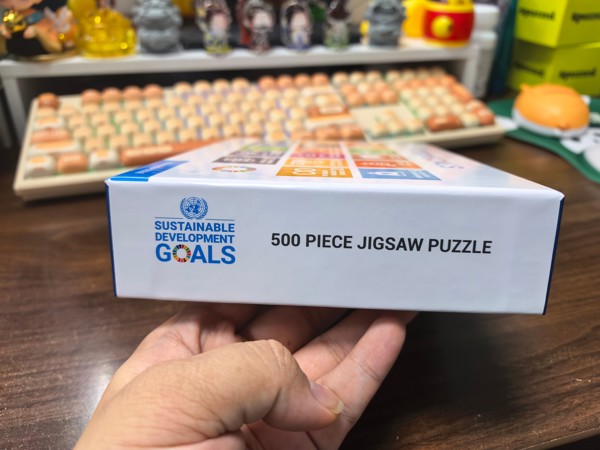 SUSTAINABLE
DEVELOPMENT
GOALS
500 PIECE JIGSAW PUZZLE